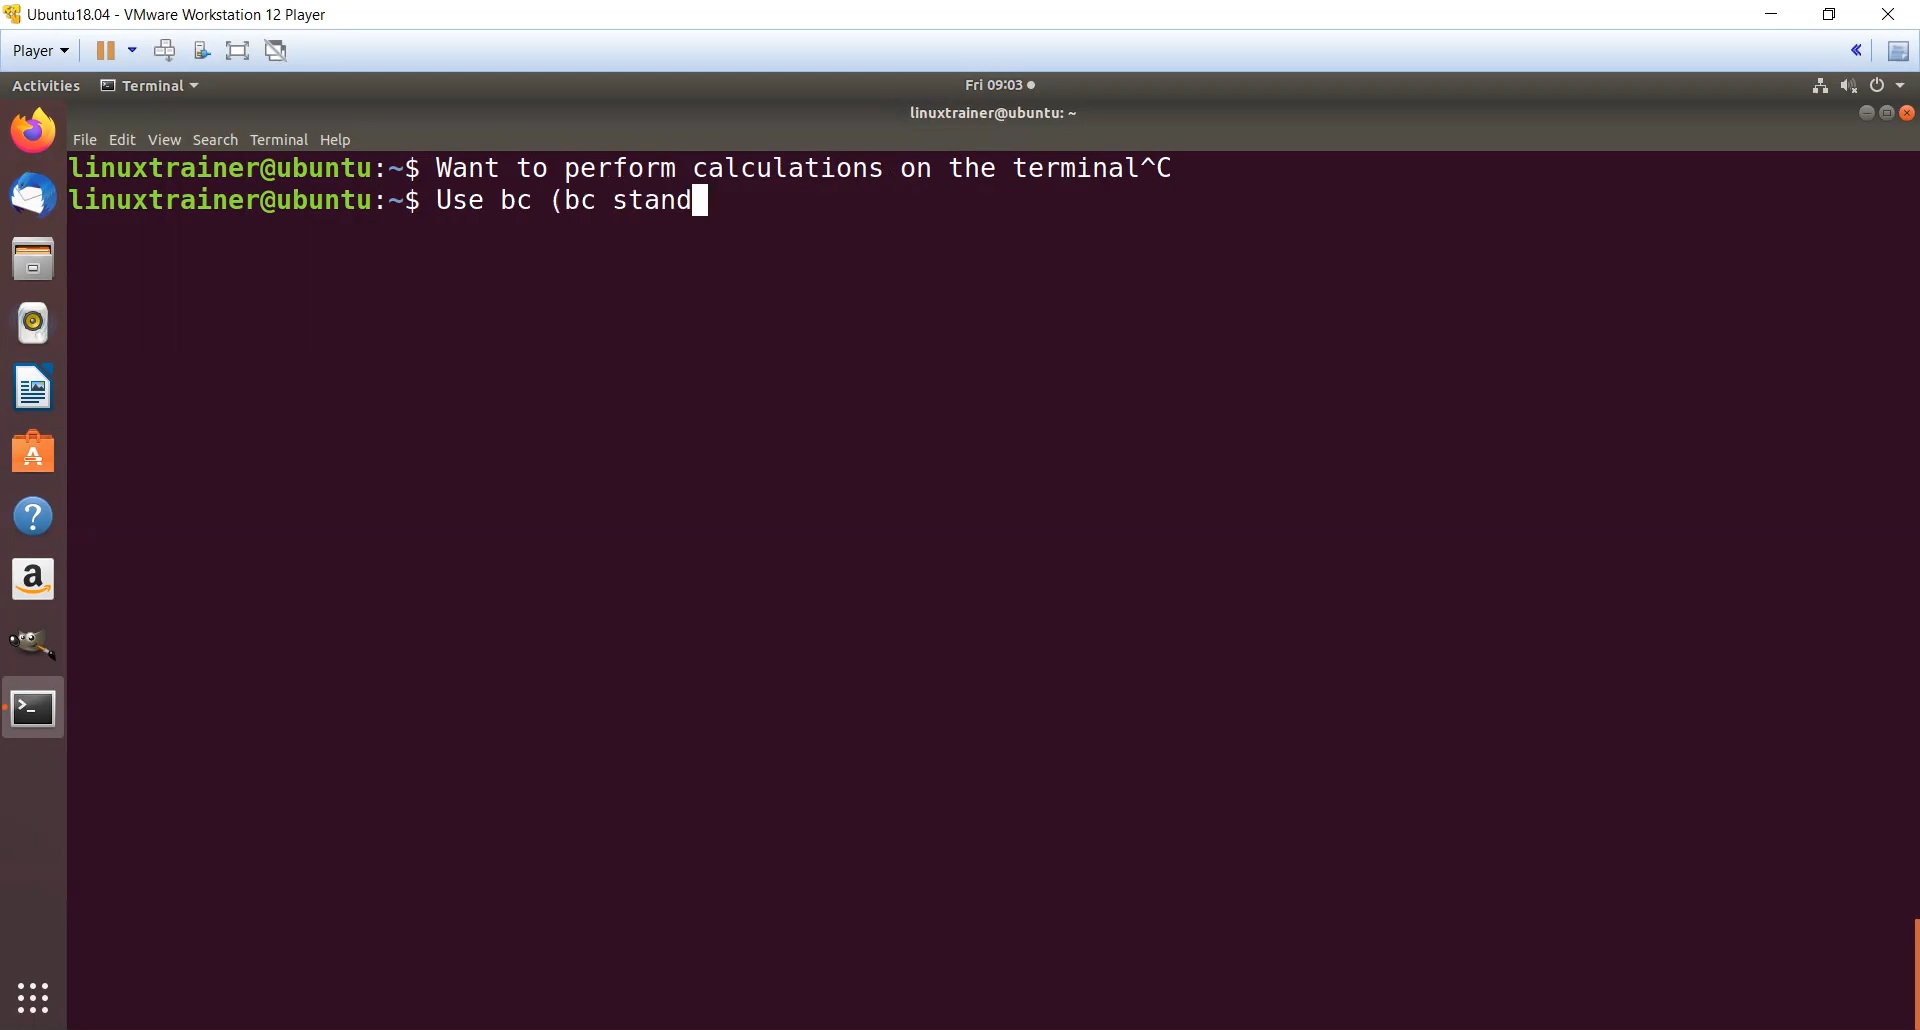 Ubuntu18.04 - VMware Workstation 12 Player
Player
Activities Terminal Fri 09:03
linuxtrainer@ubuntu: ~
File Edit View Search Terminal Help
linuxtrainer@ubuntu:~$ Want to perform calculations on the terminal^C
linuxtrainer@ubuntu:~$ Use bc (bc stand